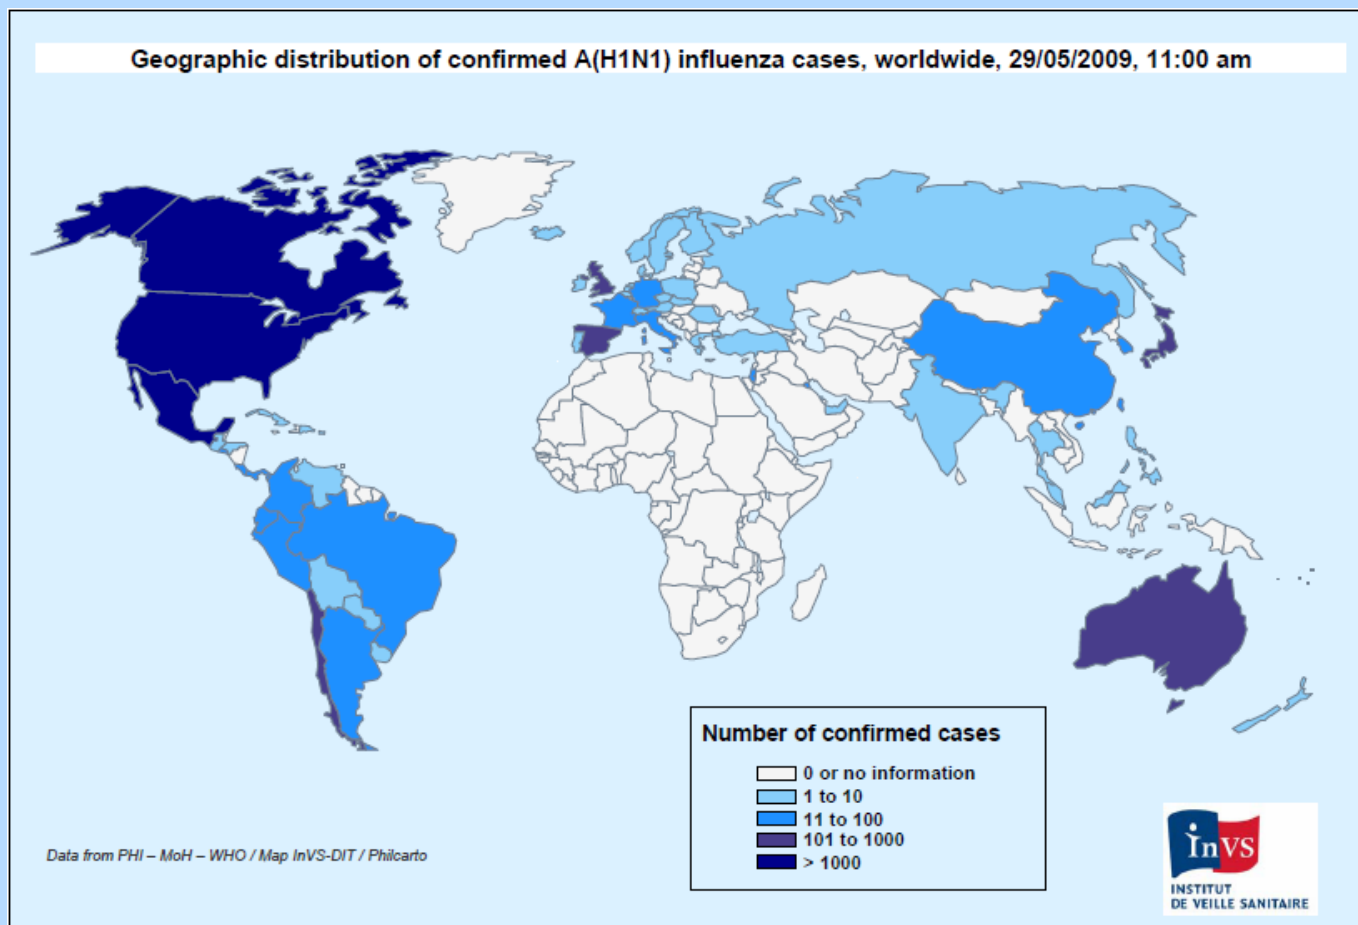 Geographic distribution of confirmed A(H1N1) influenza cases, worldwide, 29/05/2009, 11:00 am
Number of confirmed cases
0 or no information
1 to 10
11 to 100
101 to 1000
> 1000
Data from PHI – MoH – WHO / Map InVS-DIT / Philcarto
InVS
INSTITUT
DE VEILLE SANITAIRE